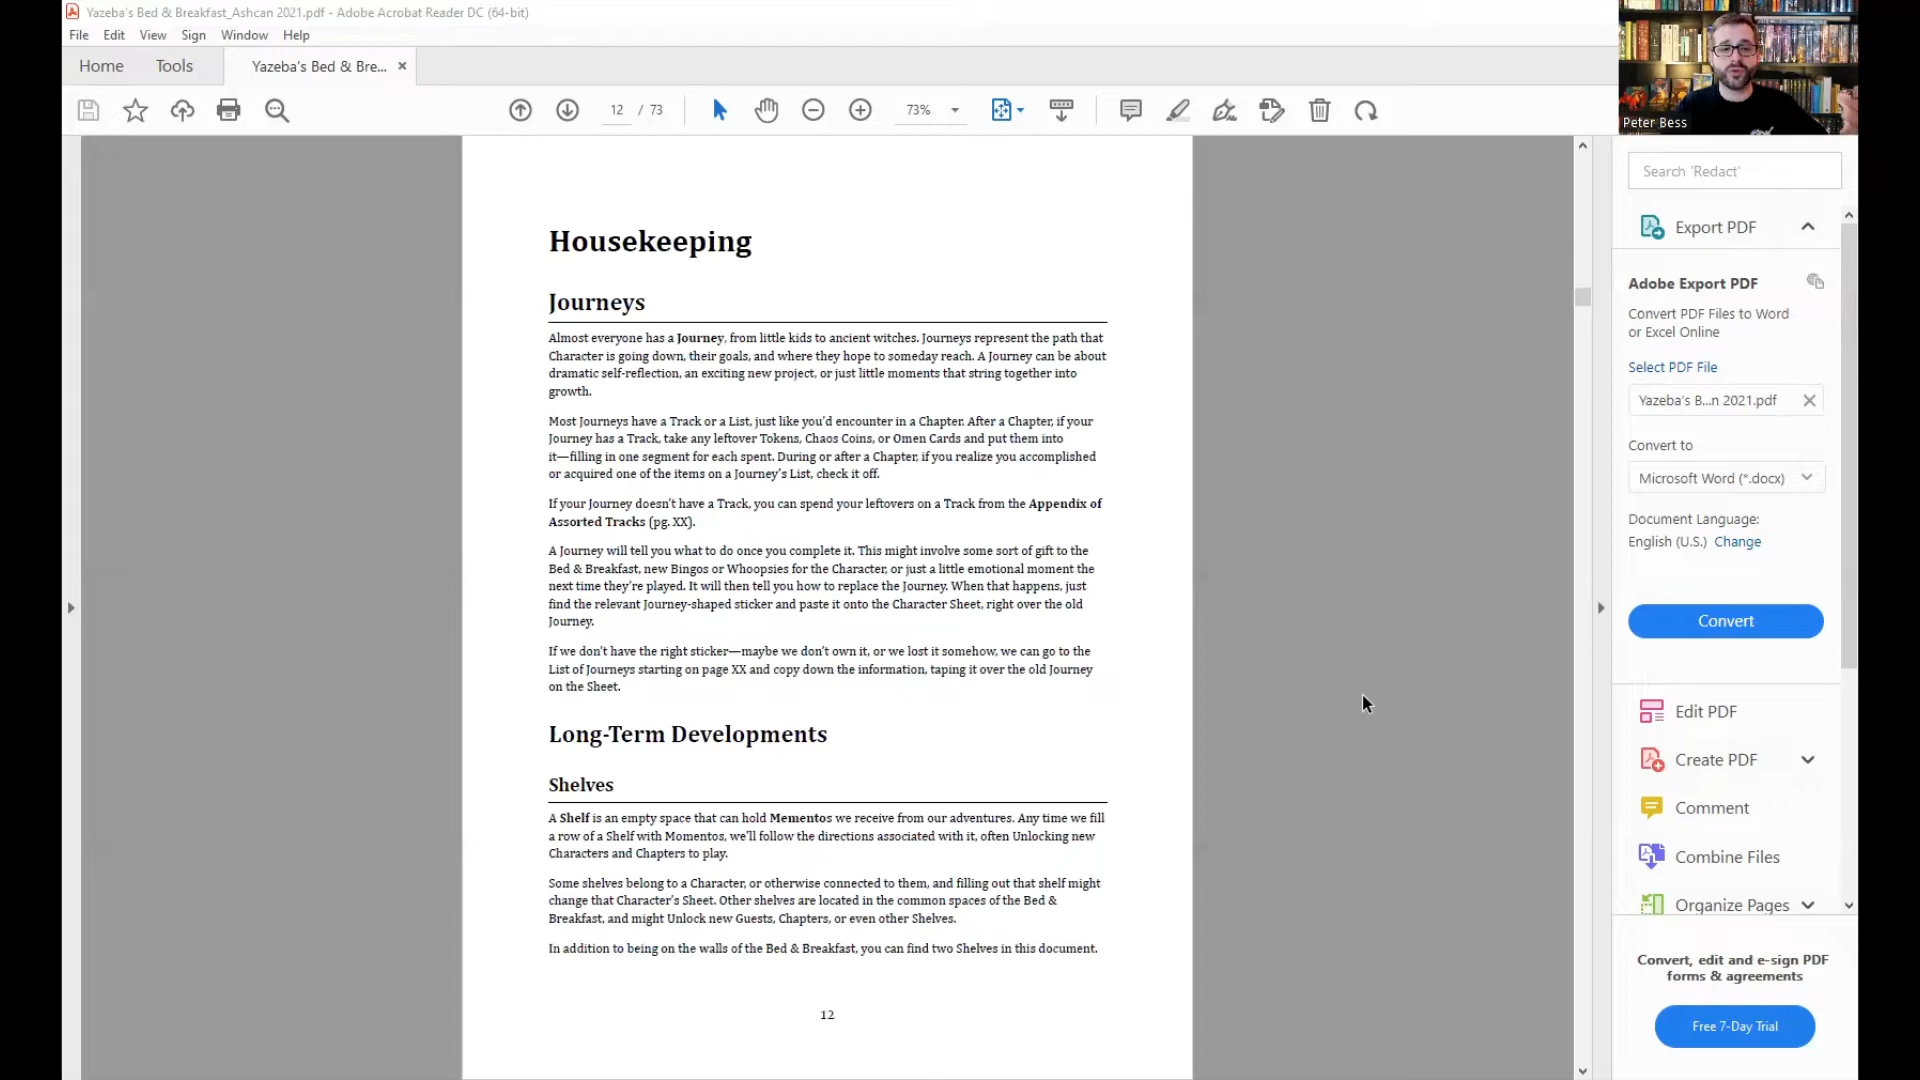 Yazeba's Bed & Breakfast_Ashcan 2021.pdf - Adobe Acrobat Reader DC (64-bit)
File Edit View Sign Window Help
Home Tools Yazeba's Bed & Bre...
12 / 73 73%
Peter Bess
Housekeeping
Journeys
Almost everyone has a Journey, from little kids to ancient witches. Journeys represent the path that
Character is going down, their goals, and where they hope to someday reach. A Journey can be about
dramatic self-reflection, an exciting new project, or just little moments that string together into
growth.
Most Journeys have a Track or a List, just like you'd encounter in a Chapter. After a Chapter, if your
Journey has a Track, take any leftover Tokens, Chaos Coins, or Omen Cards and put them into
it—filling in one segment for each spent. During or after a Chapter, if you realize you accomplished
or acquired one of the items on a Journey's List, check it off.
If your Journey doesn't have a Track, you can spend your leftovers on a Track from the Appendix of
Assorted Tracks (pg. XX).
A Journey will tell you what to do once you complete it. This might involve some sort of gift to the
Bed & Breakfast, new Bingos or Whoopsies for the Character, or just a little emotional moment the
next time they're played. It will then tell you how to replace the Journey. When that happens, just
find the relevant Journey-shaped sticker and paste it onto the Character Sheet, right over the old
Journey.
If we don't have the right sticker—maybe we don't own it, or we lost it somehow, we can go to the
List of Journeys starting on page XX and copy down the information, taping it over the old Journey
on the Sheet.
Long-Term Developments
Shelves
A Shelf is an empty space that can hold Mementos we receive from our adventures. Any time we fill
a row of a Shelf with Momentos, we'll follow the directions associated with it, often Unlocking new
Characters and Chapters to play.
Some shelves belong to a Character, or otherwise connected to them, and filling out that shelf might
change that Character's Sheet. Other shelves are located in the common spaces of the Bed &
Breakfast, and might Unlock new Guests, Chapters, or even other Shelves.
In addition to being on the walls of the Bed & Breakfast, you can find two Shelves in this document.
12
Search 'Redact'
Export PDF
Adobe Export PDF
Convert PDF Files to Word
or Excel Online
Select PDF File
Yazeba's B...n 2021.pdf
Convert to
Microsoft Word (*.docx)
Document Language:
English (U.S.) Change
Convert
Edit PDF
Create PDF
Comment
Combine Files
Organize Pages
Convert, edit and e-sign PDF
forms & agreements
Free 7-Day Trial